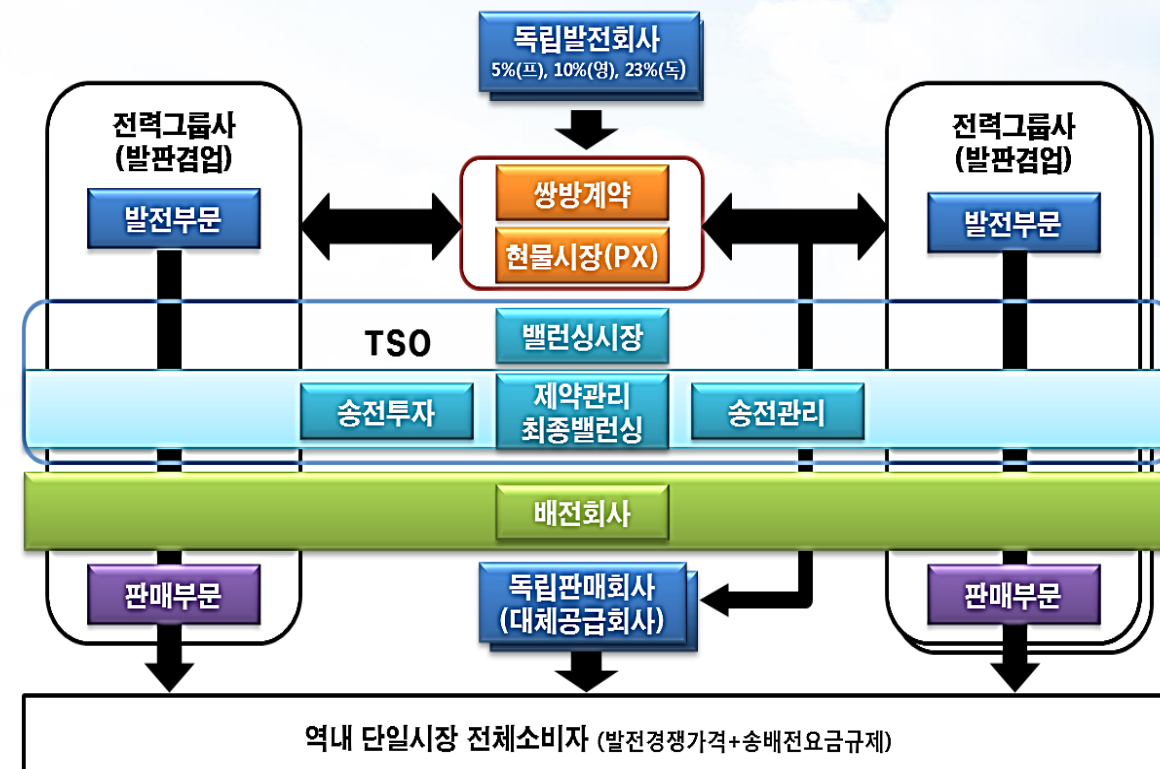 독립발전회사
5%(프), 10%(영), 23%(독)
전력그룹사
(발판겸업)
발전부문
쌍방계약
현물시장(PX)
전력그룹사
(발판겸업)
발전부문
TSO
밸런싱시장
송전투자
제약관리
최종밸런싱
송전관리
배전회사
판매부문
독립판매회사
(대체공급회사)
판매부문
역내 단일시장 전체소비자 (발전경쟁가격+송배전요금규제)